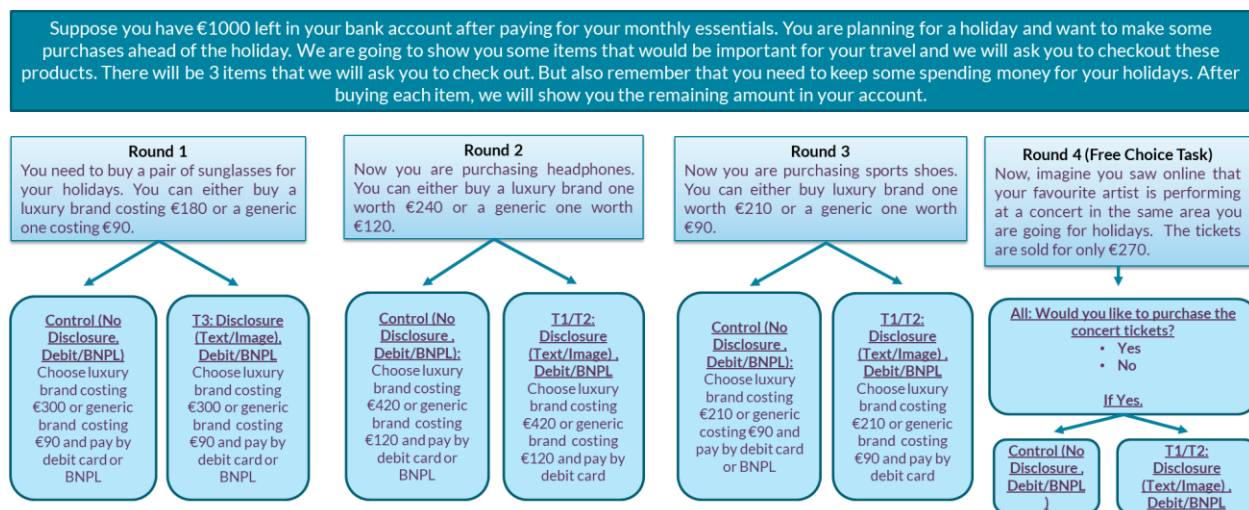 Suppose you have €1000 left in your bank account after paying for your monthly essentials. You are planning for a holiday and want to make some
purchases ahead of the holiday. We are going to show you some items that would be important for your travel and we will ask you to checkout these
products. There will be 3 items that we will ask you to check out. But also remember that you need to keep some spending money for your holidays. After
buying each item, we will show you the remaining amount in your account.
Round 1
You need to buy a pair of sunglasses for
your holidays. You can either buy a
luxury brand costing €180 or a generic
one costing €90.
Control (No
Disclosure,
Debit/BNPL)
Choose luxury
brand costing
€300 or generic
brand costing
€90 and pay by
debit card or
BNPL
T3: Disclosure
(Text/Image),
Debit/BNPL
Choose luxury
brand costing
€300 or generic
brand costing
€90 and pay by
debit card or
BNPL
Round 2
Now you are purchasing headphones.
You can either buy a luxury brand one
worth €240 or a generic one worth
€120.
Control (No
Disclosure ,
Debit/BNPL):
Choose luxury
brand costing
€420 or generic
brand costing
€120 and pay by
debit card or
BNPL
T1/T2:
Disclosure
(Text/Image) ,
Debit/BNPL
Choose luxury
brand costing
€420 or generic
brand costing
€120 and pay by
debit card
Round 3
Now you are purchasing sports shoes.
You can either buy luxury brand one
worth €210 or a generic one worth
€90.
Control (No
Disclosure ,
Debit/BNPL):
Choose luxury
brand costing
€210 or generic
costing €90 and
pay by debit card
or BNPL
T1/T2:
Disclosure
(Text/Image) ,
Debit/BNPL
Choose luxury
brand costing
€210 or generic
brand costing
€90 and pay by
debit card
Round 4 (Free Choice Task)
Now, imagine you saw online that
your favourite artist is performing
at a concert in the same area you
are going for holidays. The tickets
are sold for only €270.
All: Would you like to purchase the
concert tickets?
• Yes
• No
If Yes,
Control (No
Disclosure ,
Debit/BNPL
)
T1/T2:
Disclosure
(Text/Image) ,
Debit/BNPL